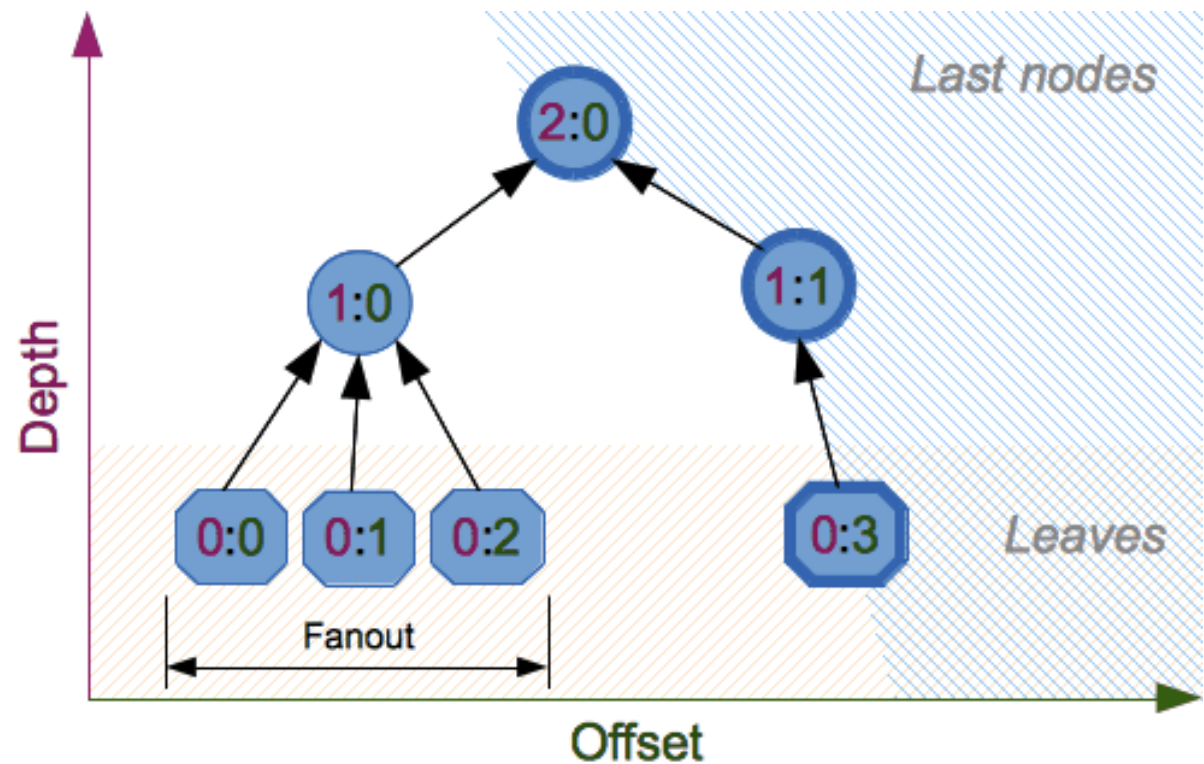 Last nodes
2:0
1:0
1:1
Depth
0:0 0:1 0:2 0:3
Leaves
Fanout
Offset